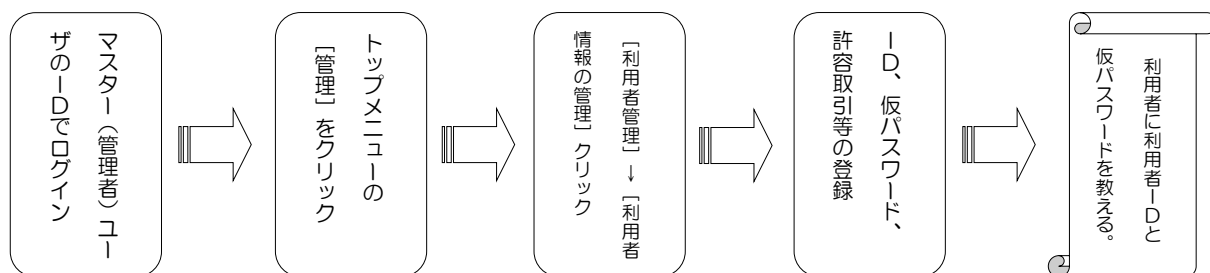 マスター（管理者）ユー
ザのIDでログイン
トップメニューの
［管理］をクリック
［利用者管理］→［利用者
情報の管理］クリック
ID、仮パスワード、
許容取引等の登録
利用者に利用者IDと
仮パスワードを教える。